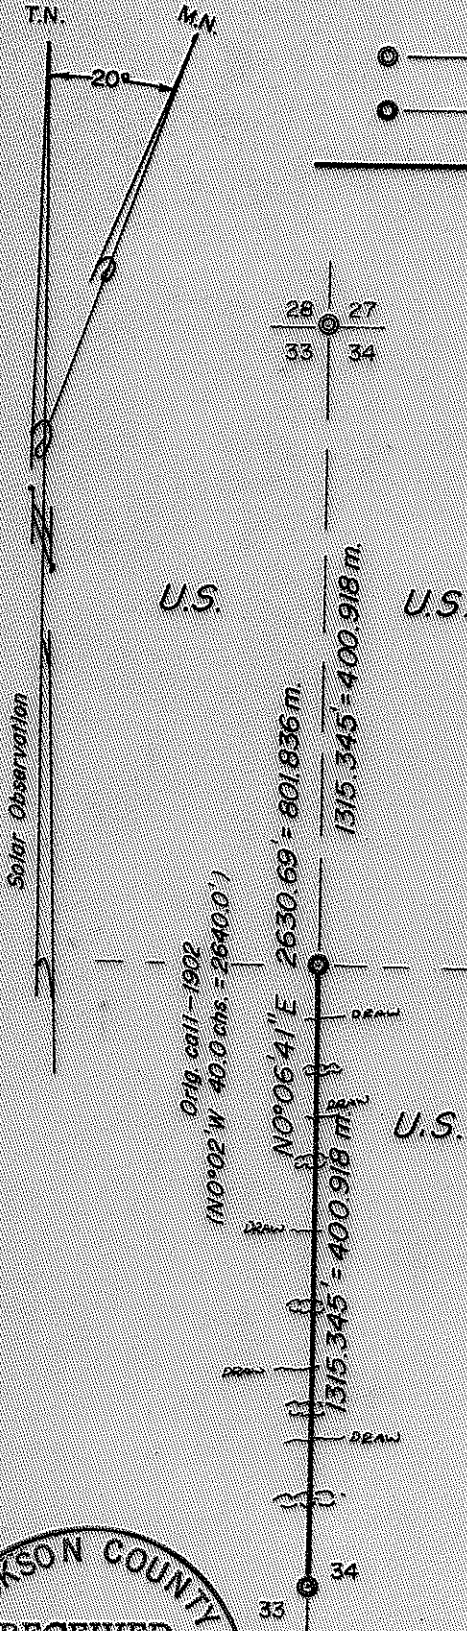 T.N.
M.N.
20°
28 27
33 34
Solar Observation
U.S.
U.S.
1315.345' = 400.918 m.
Orig. call-1902
(N0°02'W 40.0 chs. = 2640.0')
N0°06'41"E 2630.69' = 801.836 m.
DRAW
DRAW
U.S.
1315.345' = 400.918 m.
DRAW
DRAW
DRAW
34
33
KSON COUNTY
RECEIVED